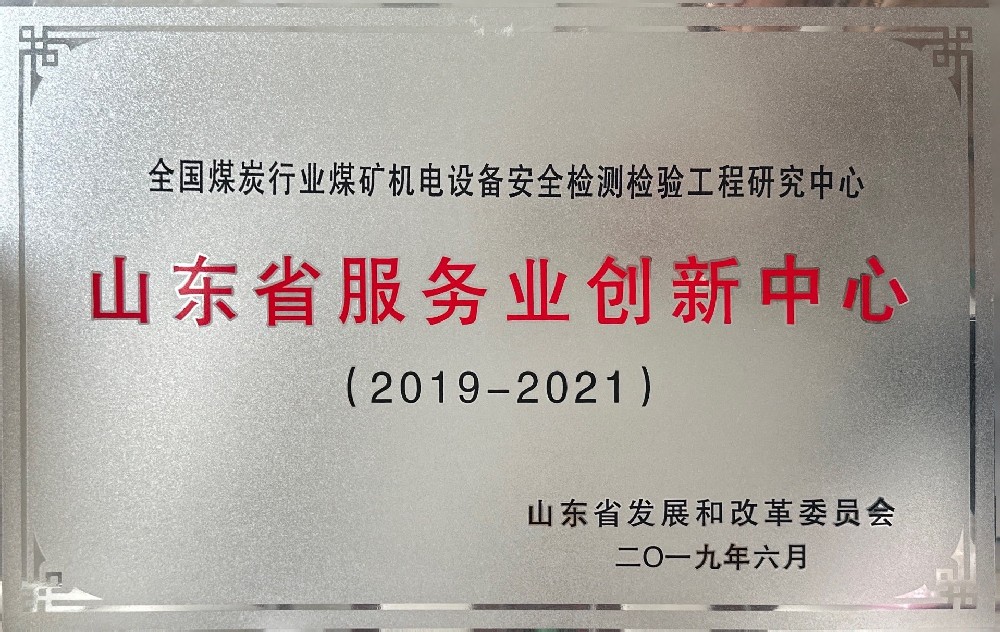 全国煤炭行业煤矿机电设备安全检测检验工程研究中心
山东省服务业创新中心
（2019-2021）
山东省发展和改革委员会
二〇一九年六月